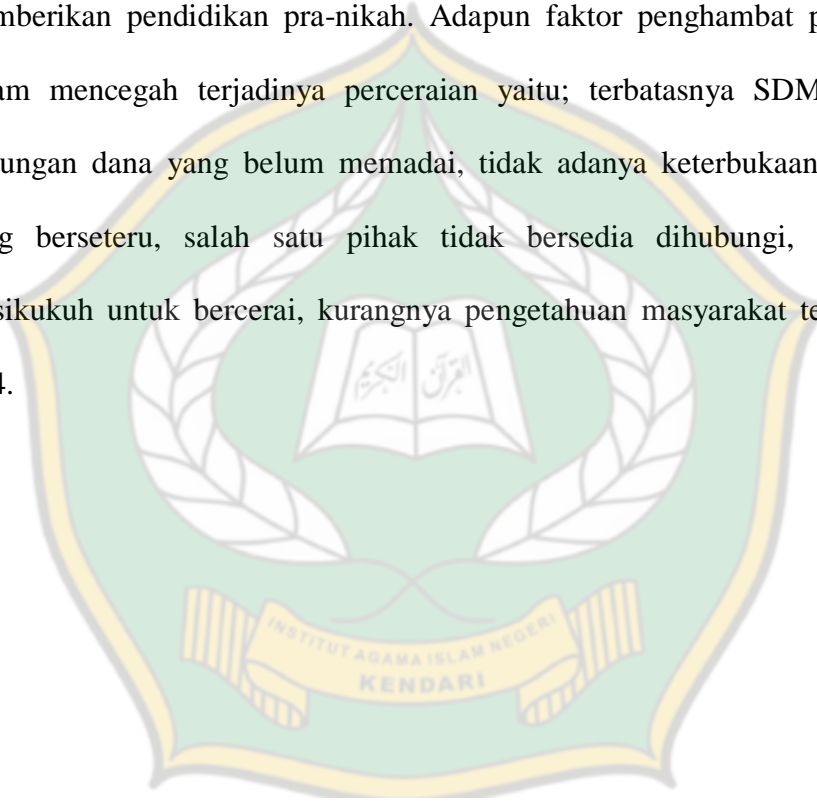 mberikan pendidikan pra-nikah. Adapun faktor penghambat p
am mencegah terjadinya perceraian yaitu; terbatasnya SDM
ungan dana yang belum memadai, tidak adanya keterbukaan
g berseteru, salah satu pihak tidak bersedia dihubungi,
sikukuh untuk bercerai, kurangnya pengetahuan masyarakat te
4.
القرآن الكريم
INSTITUT AGAMA ISLAM NEGERI
KENDARI